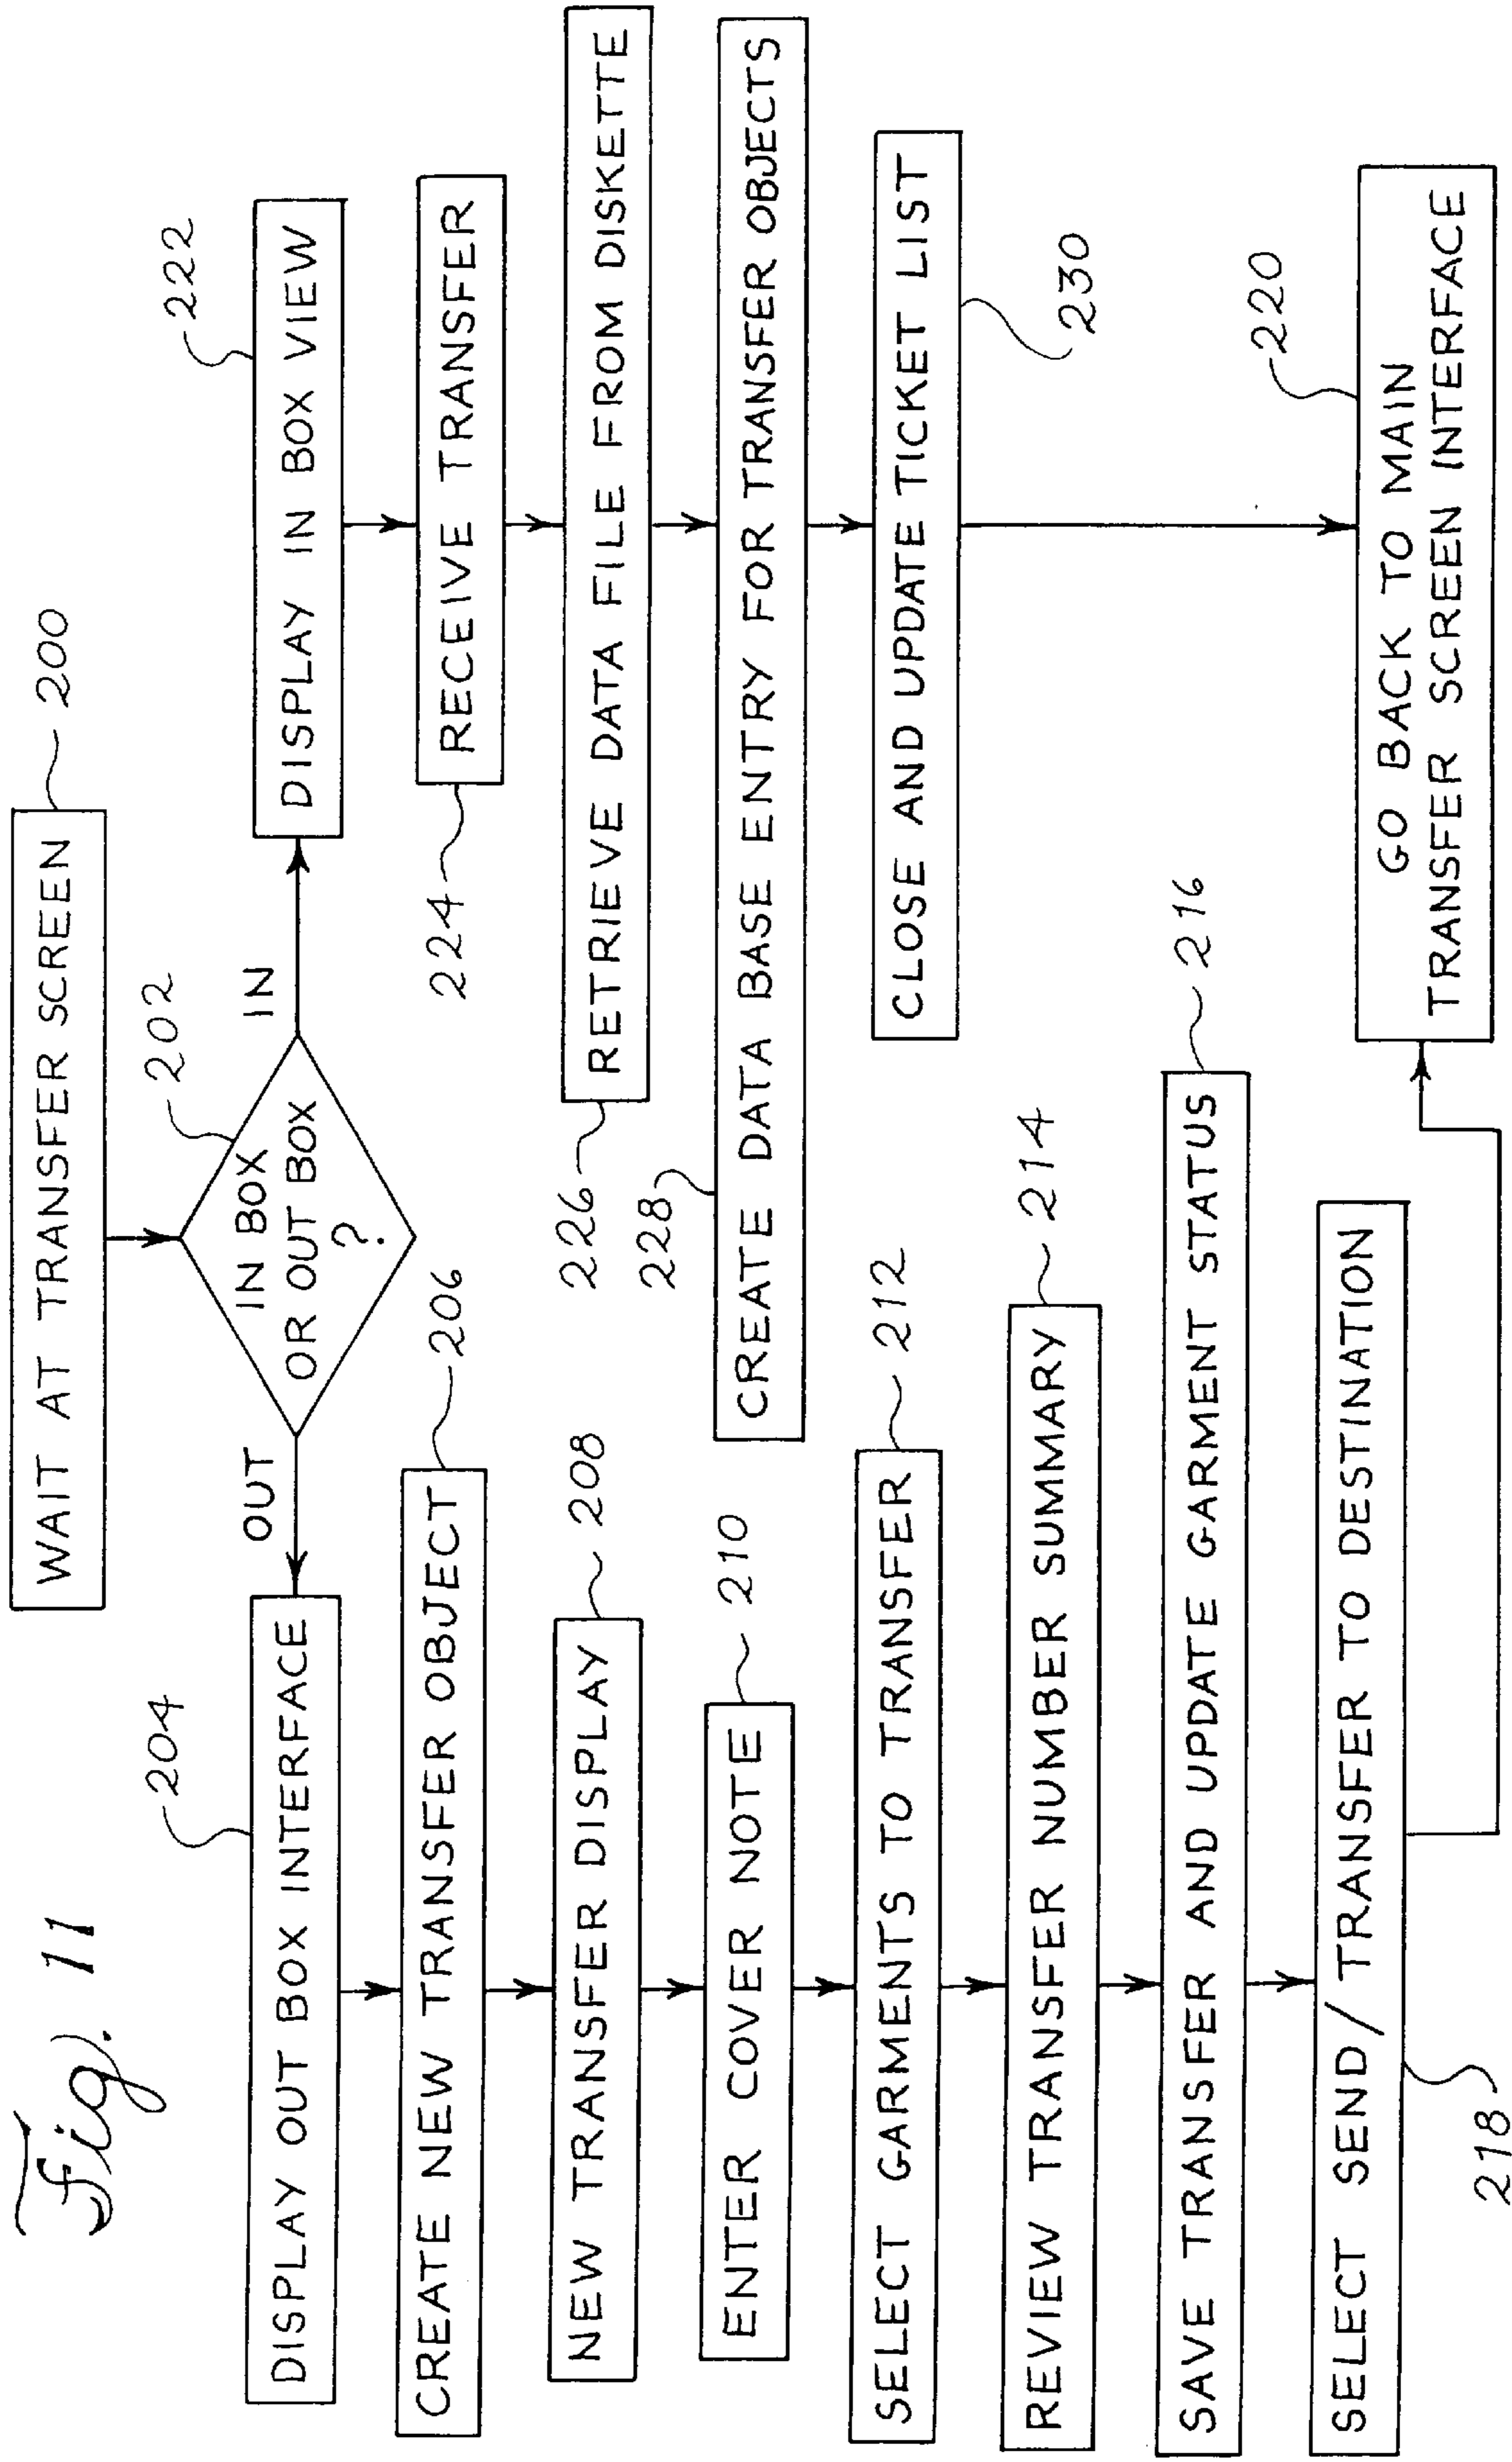 Fig. 11
WAIT AT TRANSFER SCREEN
200
202
IN BOX
OR OUT BOX
?
OUT
IN
204
DISPLAY OUT BOX INTERFACE
206
CREATE NEW TRANSFER OBJECT
208
NEW TRANSFER DISPLAY
210
ENTER COVER NOTE
212
SELECT GARMENTS TO TRANSFER
214
REVIEW TRANSFER NUMBER SUMMARY
216
SAVE TRANSFER AND UPDATE GARMENT STATUS
SELECT SEND / TRANSFER TO DESTINATION
218
222
DISPLAY IN BOX VIEW
224
RECEIVE TRANSFER
226
RETRIEVE DATA FILE FROM DISKETTE
228
CREATE DATA BASE ENTRY FOR TRANSFER OBJECTS
CLOSE AND UPDATE TICKET LIST
230
220
GO BACK TO MAIN
TRANSFER SCREEN INTERFACE